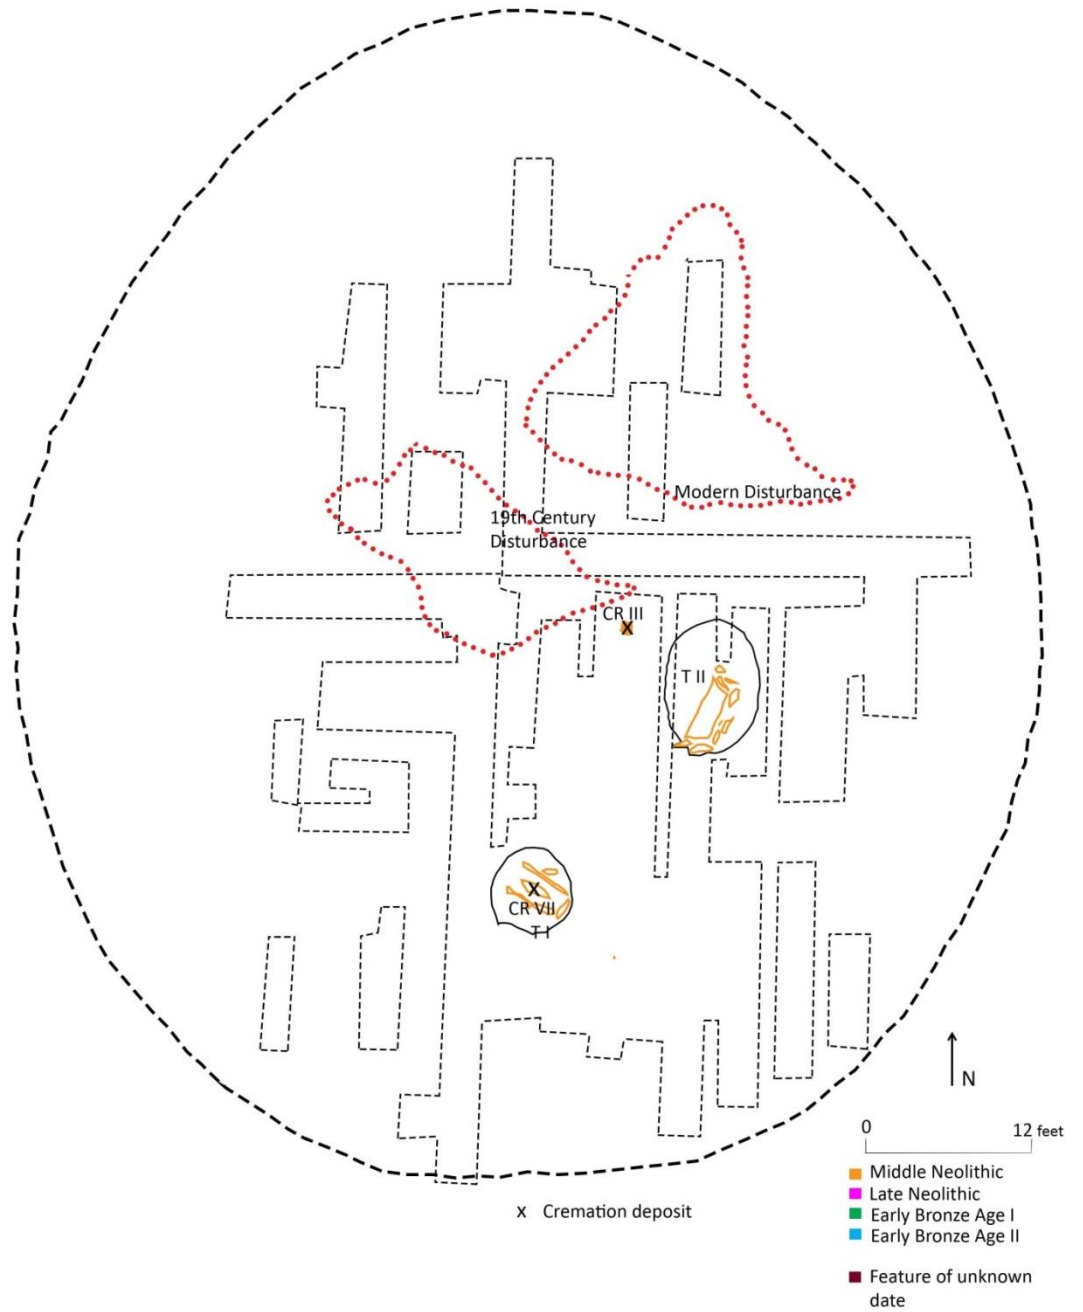 Modern Disturbance
19th Century
Disturbance
CR III
X
T II
X
CR VII
T I
N
0 12 feet
Middle Neolithic
Late Neolithic
Early Bronze Age I
Early Bronze Age II
x Cremation deposit
Feature of unknown
date